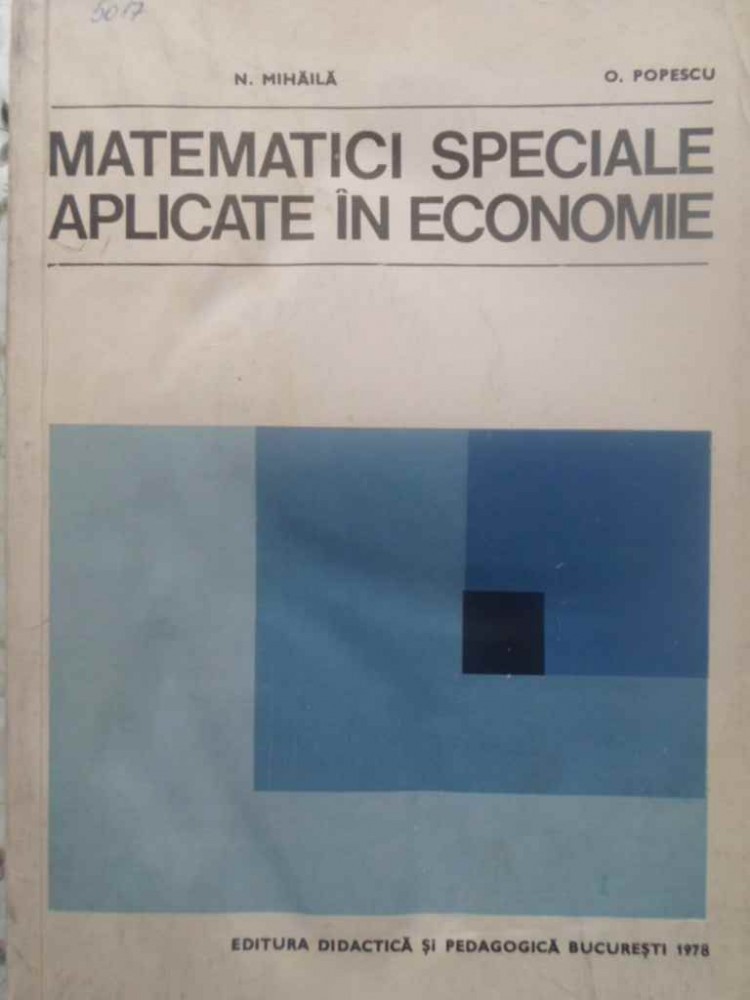 5017
N. MIHĂILĂ O. POPESCU
MATEMATICI SPECIALE
APLICATE ÎN ECONOMIE
EDITURA DIDACTICĂ ȘI PEDAGOGICĂ BUCUREȘTI 1978